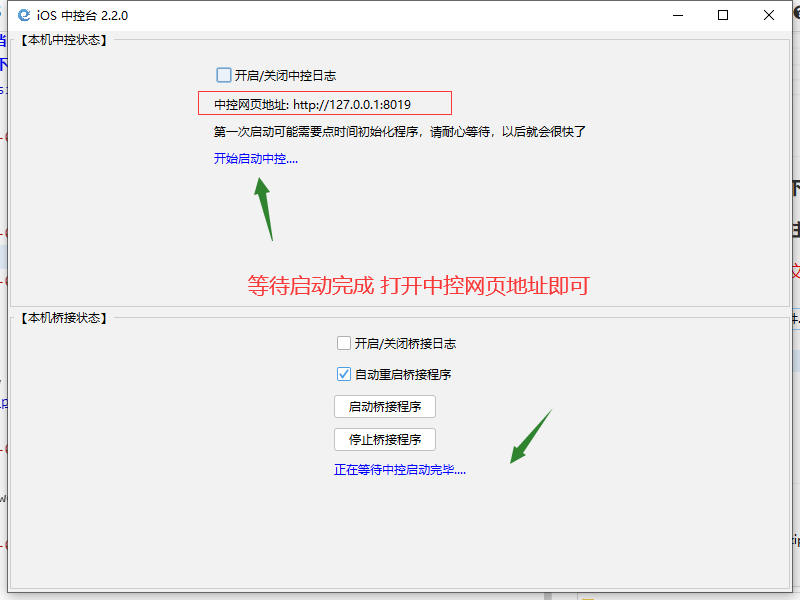 iOS 中控台 2.2.0
【本机中控状态】
开启/关闭中控日志
中控网页地址: http://127.0.0.1:8019
第一次启动可能需要点时间初始化程序，请耐心等待，以后就会很快了
开始启动中控....
等待启动完成 打开中控网页地址即可
【本机桥接状态】
开启/关闭桥接日志
自动重启桥接程序
启动桥接程序
停止桥接程序
正在等待中控启动完毕....